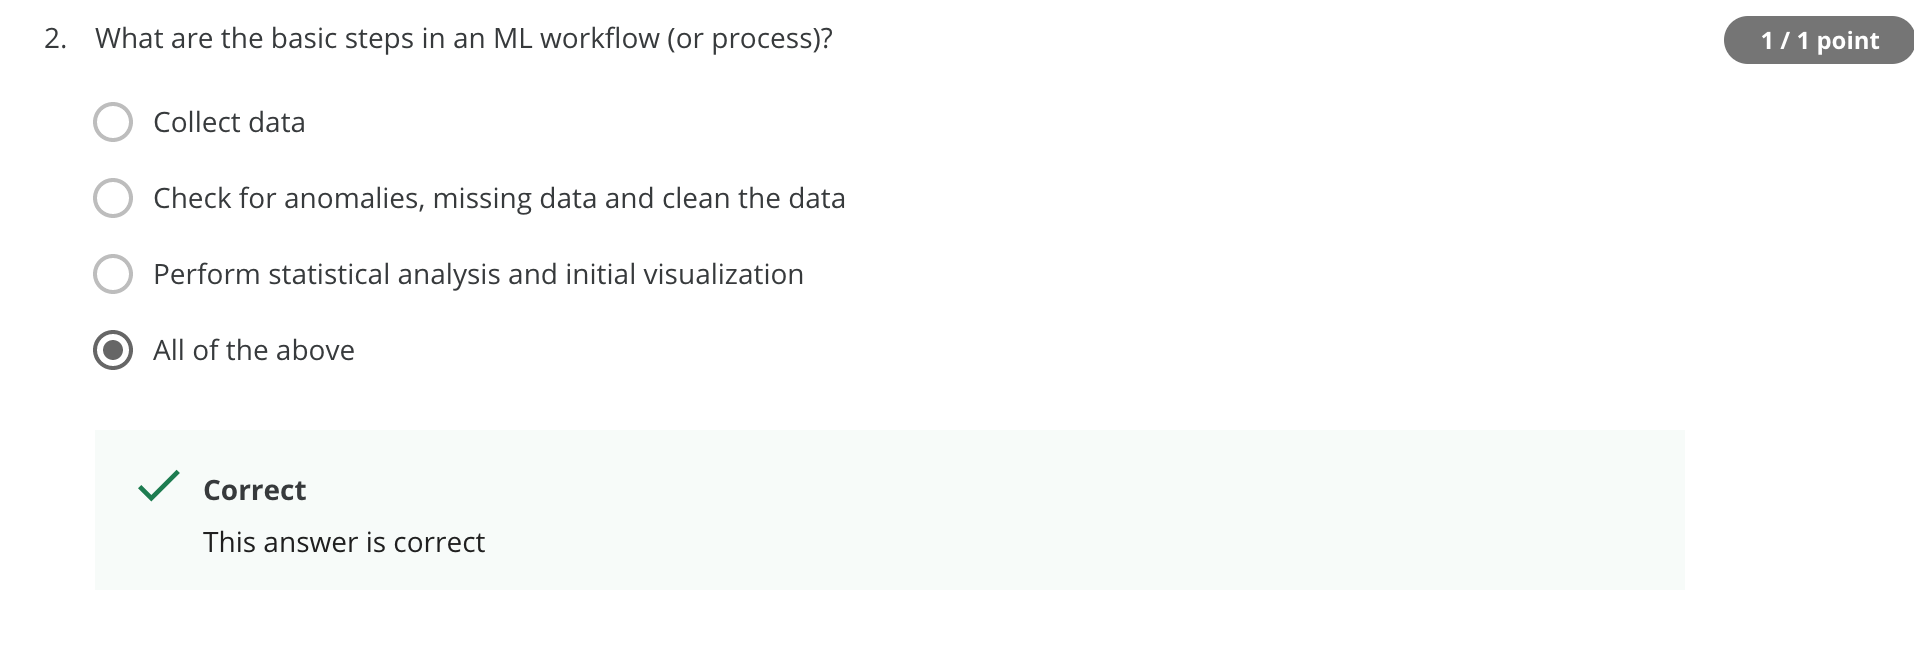 2. What are the basic steps in an ML workflow (or process)?
1 / 1 point
Collect data
Check for anomalies, missing data and clean the data
Perform statistical analysis and initial visualization
All of the above
Correct
This answer is correct